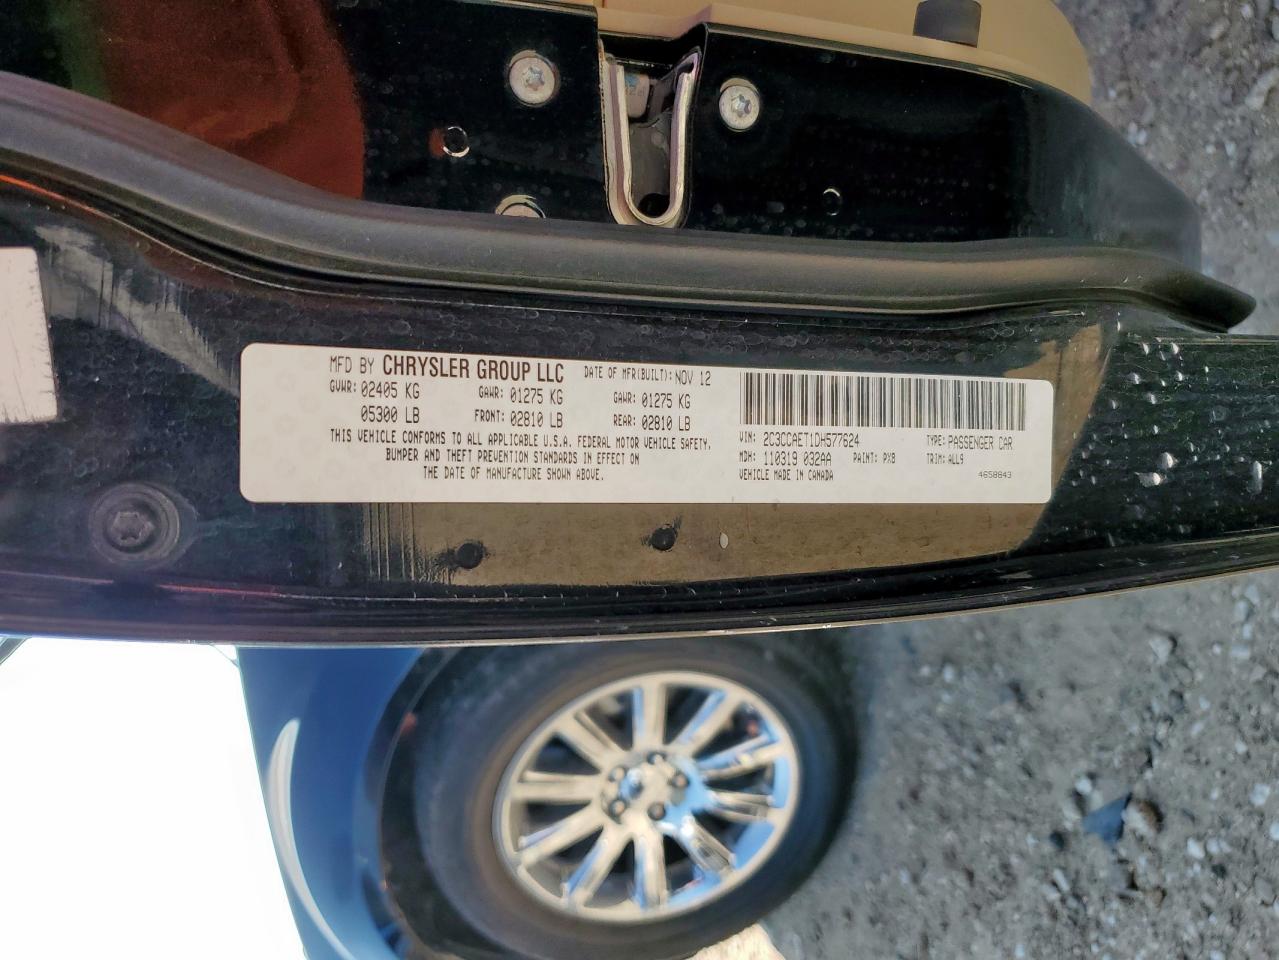 MFD BY CHRYSLER GROUP LLC DATE OF MFR(BUILT): NOV 12
GVWR: 02405 KG GAWR: 01275 KG GAWR: 01275 KG
05300 LB FRONT: 02810 LB REAR: 02810 LB
THIS VEHICLE CONFORMS TO ALL APPLICABLE U.S.A. FEDERAL MOTOR VEHICLE SAFETY,
BUMPER AND THEFT PREVENTION STANDARDS IN EFFECT ON
THE DATE OF MANUFACTURE SHOWN ABOVE.
VIN: 2C3CCAET1DH577624 TYPE: PASSENGER CAR
MDH: 110319 032AA PAINT: PX8 TRIM: ALL9
VEHICLE MADE IN CANADA 4658843